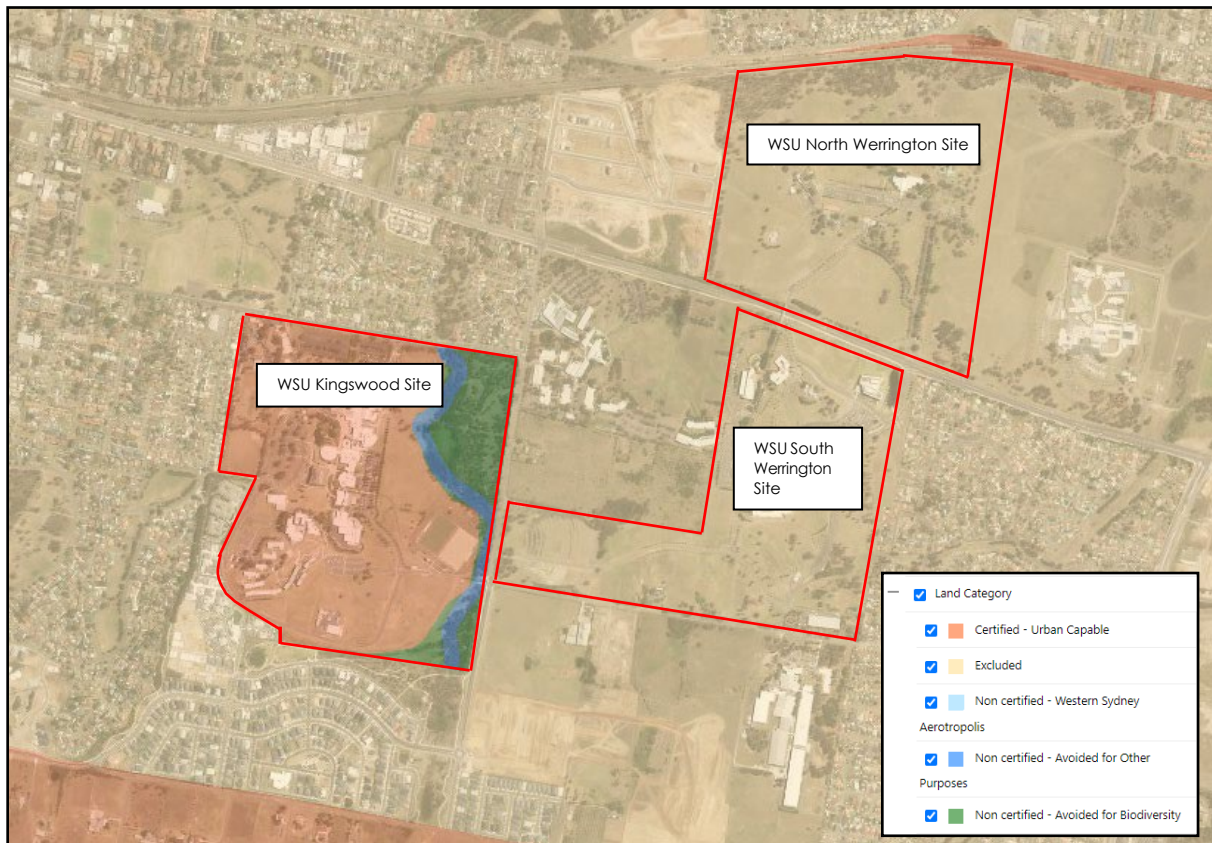 WSU North Werrington Site
WSU Kingswood Site
WSU South
Werrington
Site
Land Category
Certified - Urban Capable
Excluded
Non certified - Western Sydney
Aerotropolis
Non certified - Avoided for Other
Purposes
Non certified - Avoided for Biodiversity